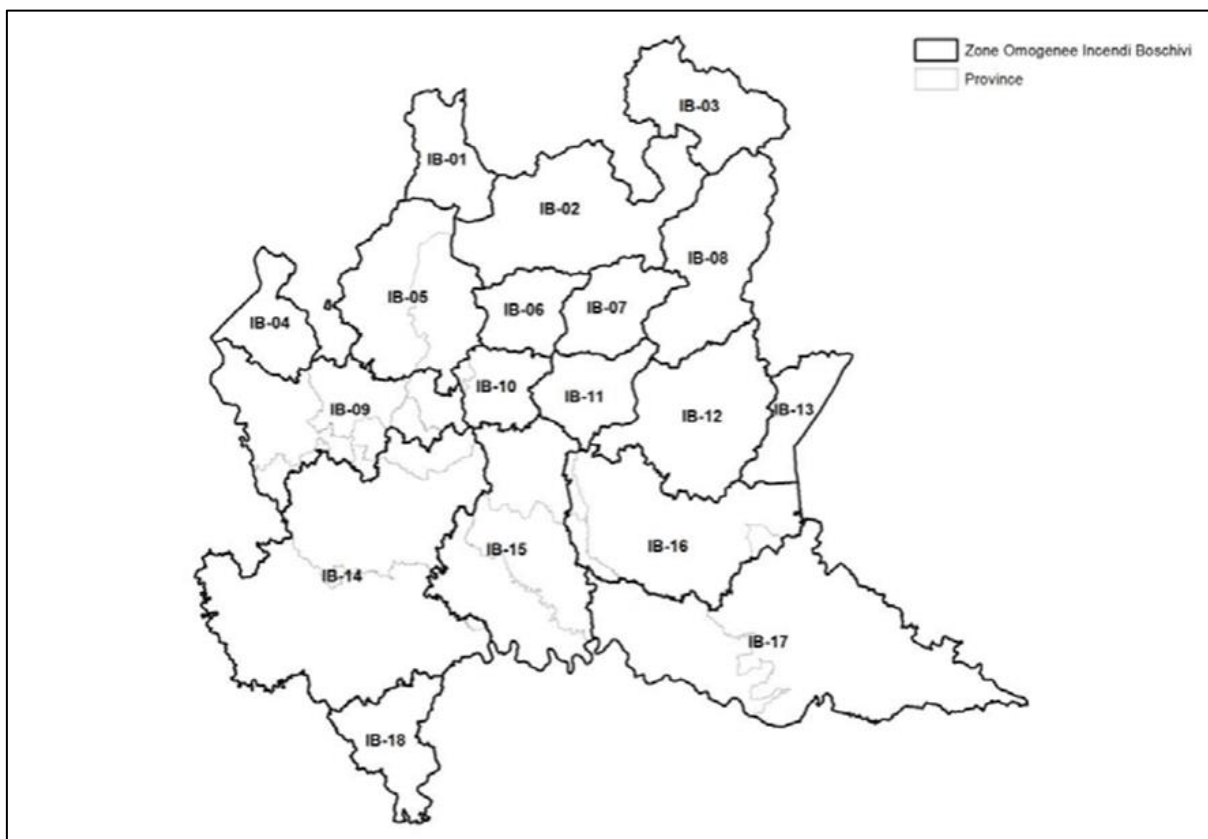 Zone Omogenee Incendi Boschivi
Province
IB-03
IB-01
IB-02
IB-08
IB-05
IB-06
IB-07
IB-04
IB-10
IB-11
IB-09
IB-12
IB-13
IB-15
IB-16
IB-14
IB-17
IB-18